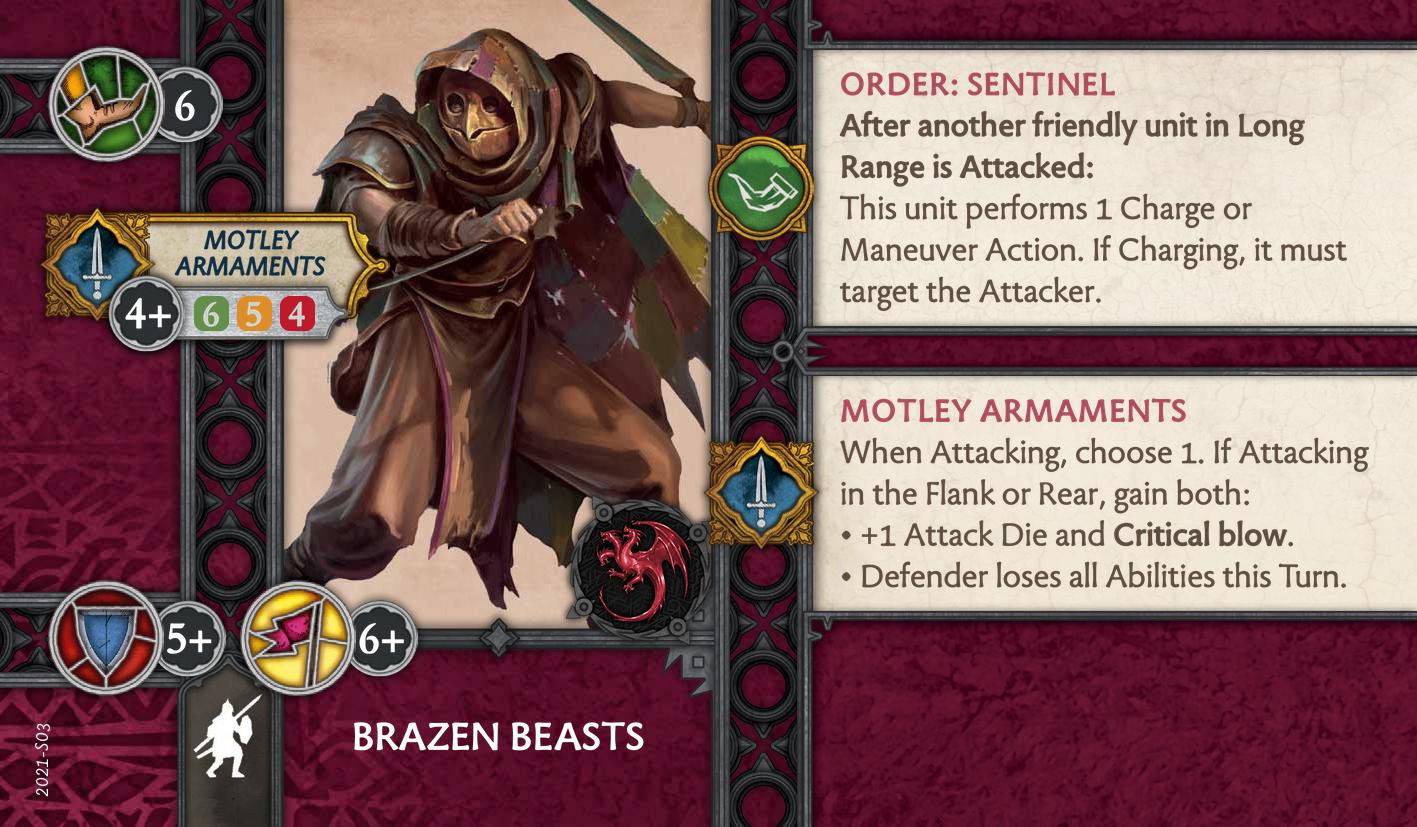 6
MOTLEY
ARMAMENTS
4+ 6 5 4
5+ 6+
BRAZEN BEASTS
2021-S03
ORDER: SENTINEL
After another friendly unit in Long
Range is Attacked:
This unit performs 1 Charge or
Maneuver Action. If Charging, it must
target the Attacker.
MOTLEY ARMAMENTS
When Attacking, choose 1. If Attacking
in the Flank or Rear, gain both:
• +1 Attack Die and Critical blow.
• Defender loses all Abilities this Turn.